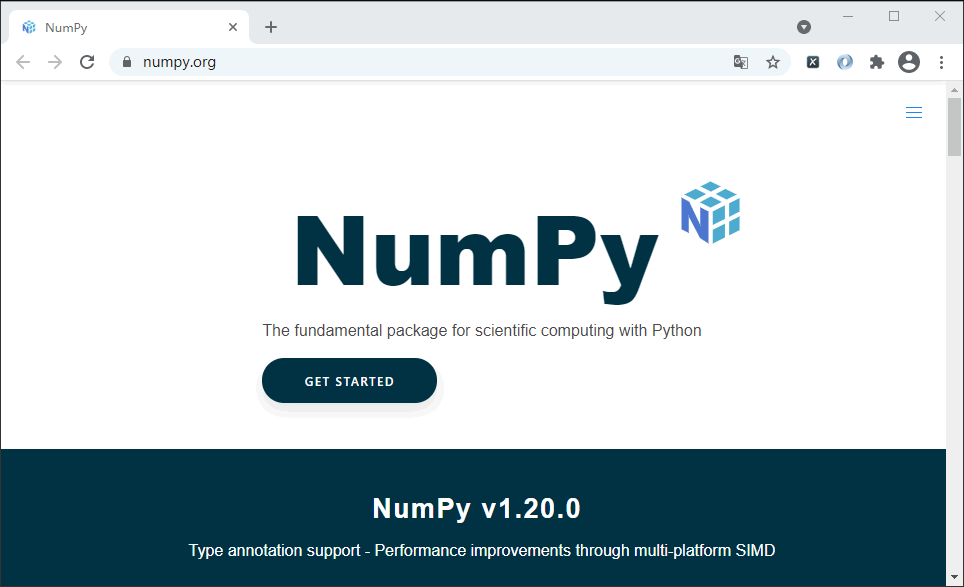 NumPy
numpy.org
NumPy
The fundamental package for scientific computing with Python
GET STARTED
NumPy v1.20.0
Type annotation support - Performance improvements through multi-platform SIMD